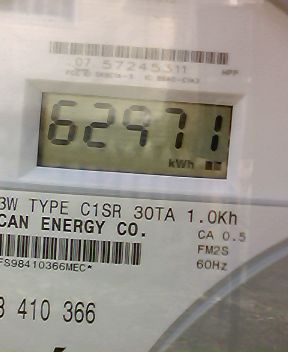 07 57245311
HPP
62971
kWh
3W TYPE C1SR 30TA 1.0Kh
CAN ENERGY CO.
CA 0.5
FM2S
60Hz
FS98410366MEC*
8 410 366